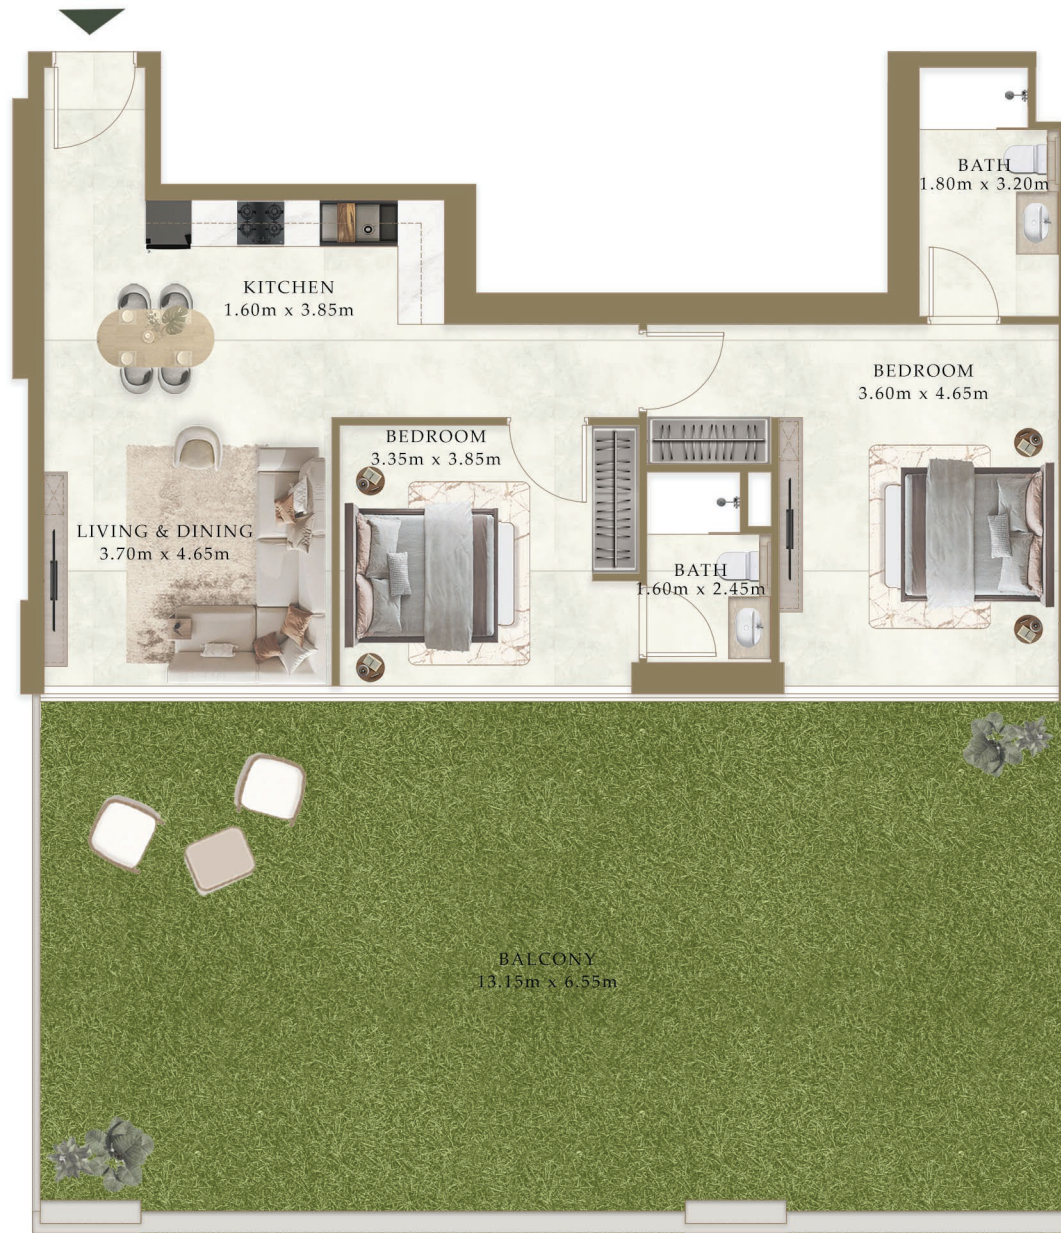 BATH
1.80m x 3.20m
KITCHEN
1.60m x 3.85m
BEDROOM
3.60m x 4.65m
BEDROOM
3.35m x 3.85m
LIVING & DINING
3.70m x 4.65m
BATH
1.60m x 2.45m
BALCONY
13.15m x 6.55m